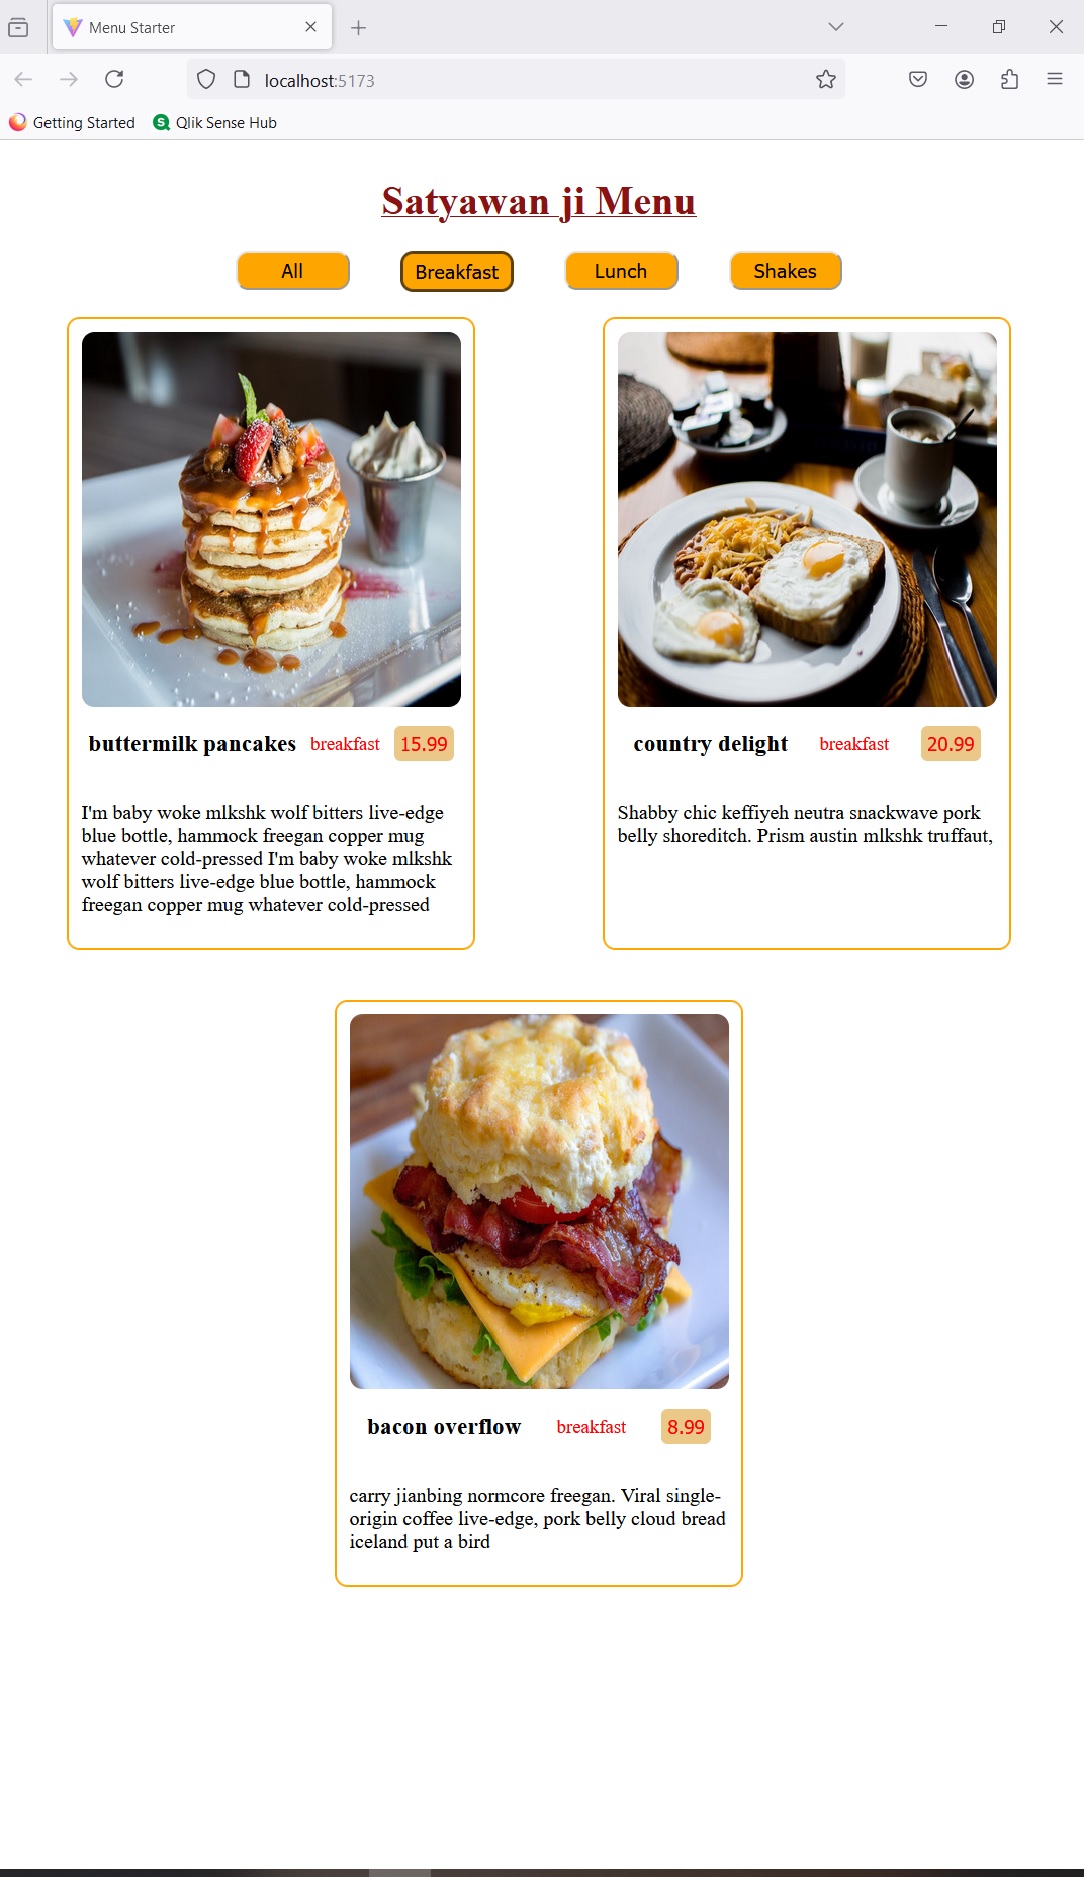 Menu Starter
localhost:5173
Getting Started
Qlik Sense Hub
Satyawan ji Menu
All
Breakfast
Lunch
Shakes
buttermilk pancakes
breakfast
15.99
I'm baby woke mlkshk wolf bitters live-edge
blue bottle, hammock freegan copper mug
whatever cold-pressed I'm baby woke mlkshk
wolf bitters live-edge blue bottle, hammock
freegan copper mug whatever cold-pressed
country delight
breakfast
20.99
Shabby chic keffiyeh neutra snackwave pork
belly shoreditch. Prism austin mlkshk truffaut,
bacon overflow
breakfast
8.99
carry jianbing normcore freegan. Viral single-
origin coffee live-edge, pork belly cloud bread
iceland put a bird